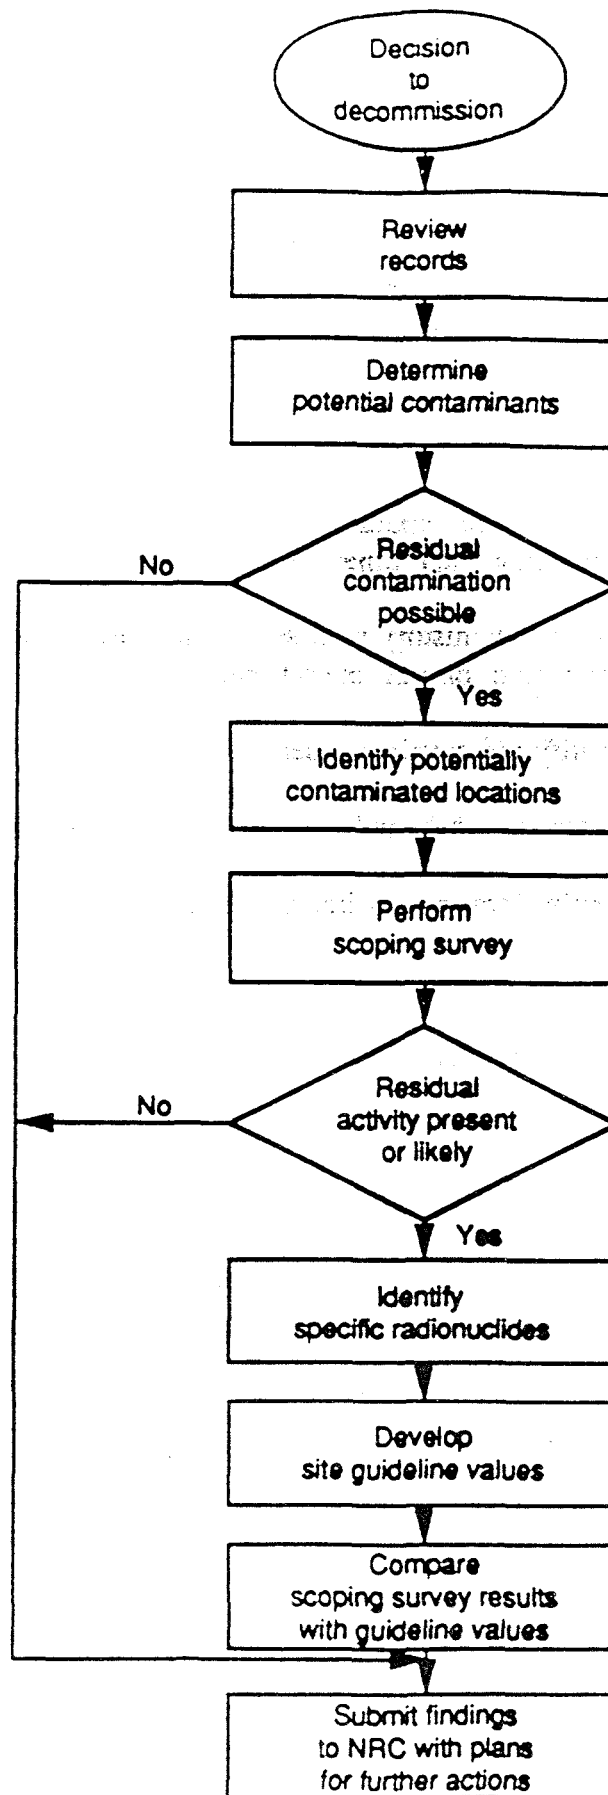 Decision
to
decommission
Review
records
Determine
potential contaminants
Residual
contamination
possible
No
Yes
Identify potentially
contaminated locations
Perform
scoping survey
Residual
activity present
or likely
No
Yes
Identify
specific radionuclides
Develop
site guideline values
Compare
scoping survey results
with guideline values
Submit findings
to NRC with plans
for further actions